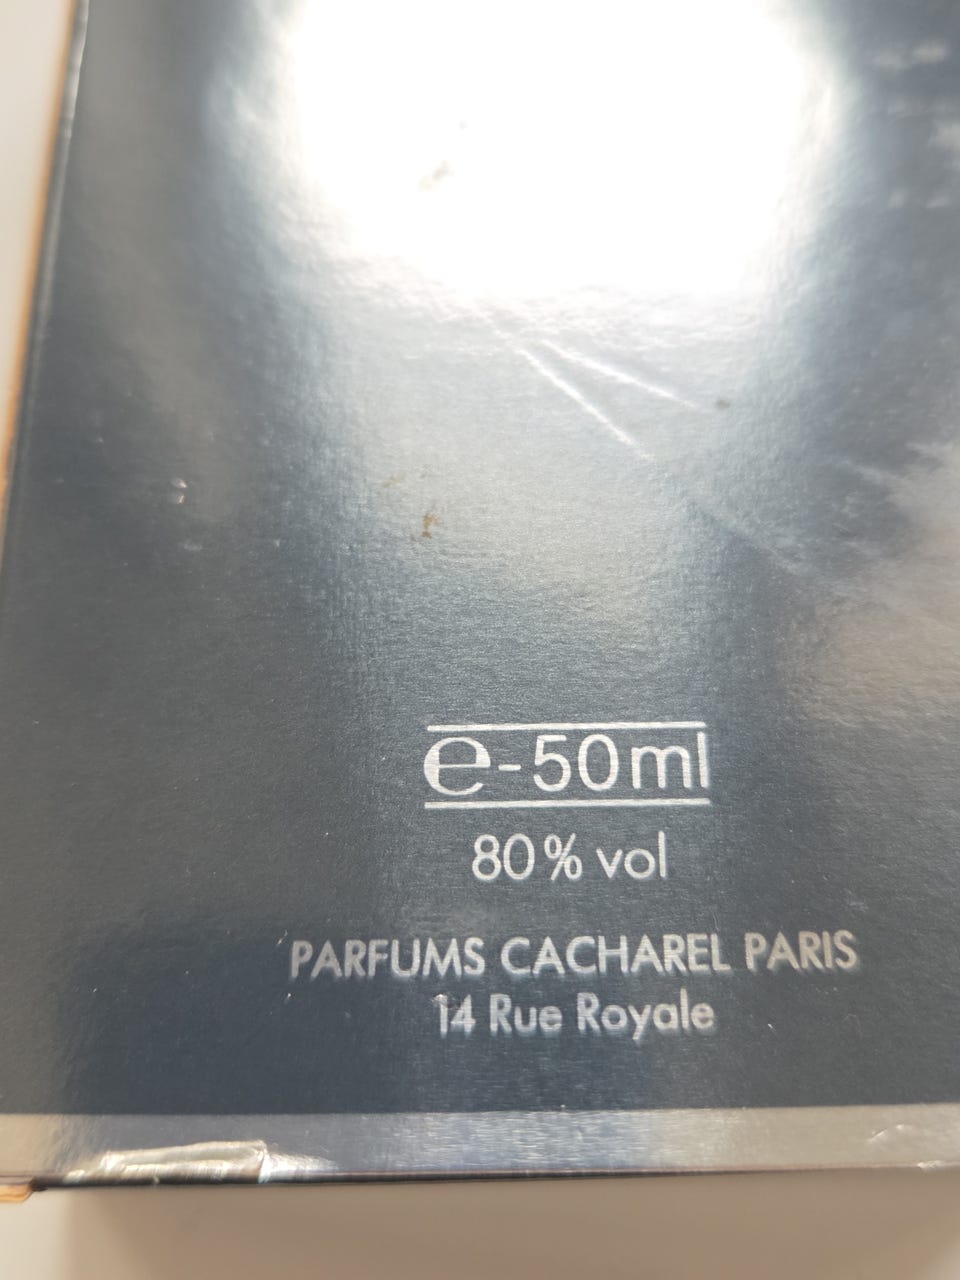 e-50ml
80% vol
PARFUMS CACHAREL PARIS
14 Rue Royale